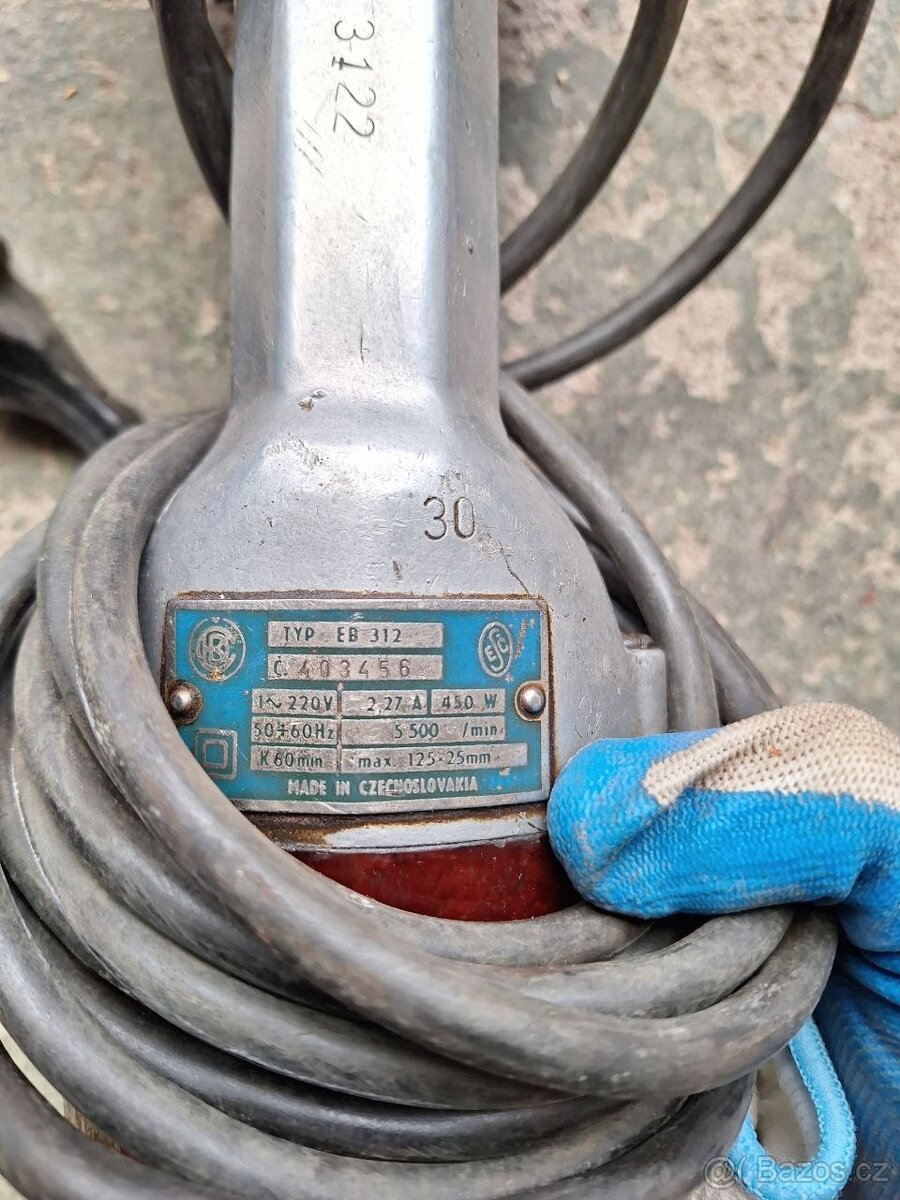 3122
30
TYP EB 312
Č. 403456
ESČ
1~ 220V 2,27 A 450 W
50÷60Hz 5 500 /min
K 60min max. 125×25mm
MADE IN CZECHOSLOVAKIA
@ Bazos.cz